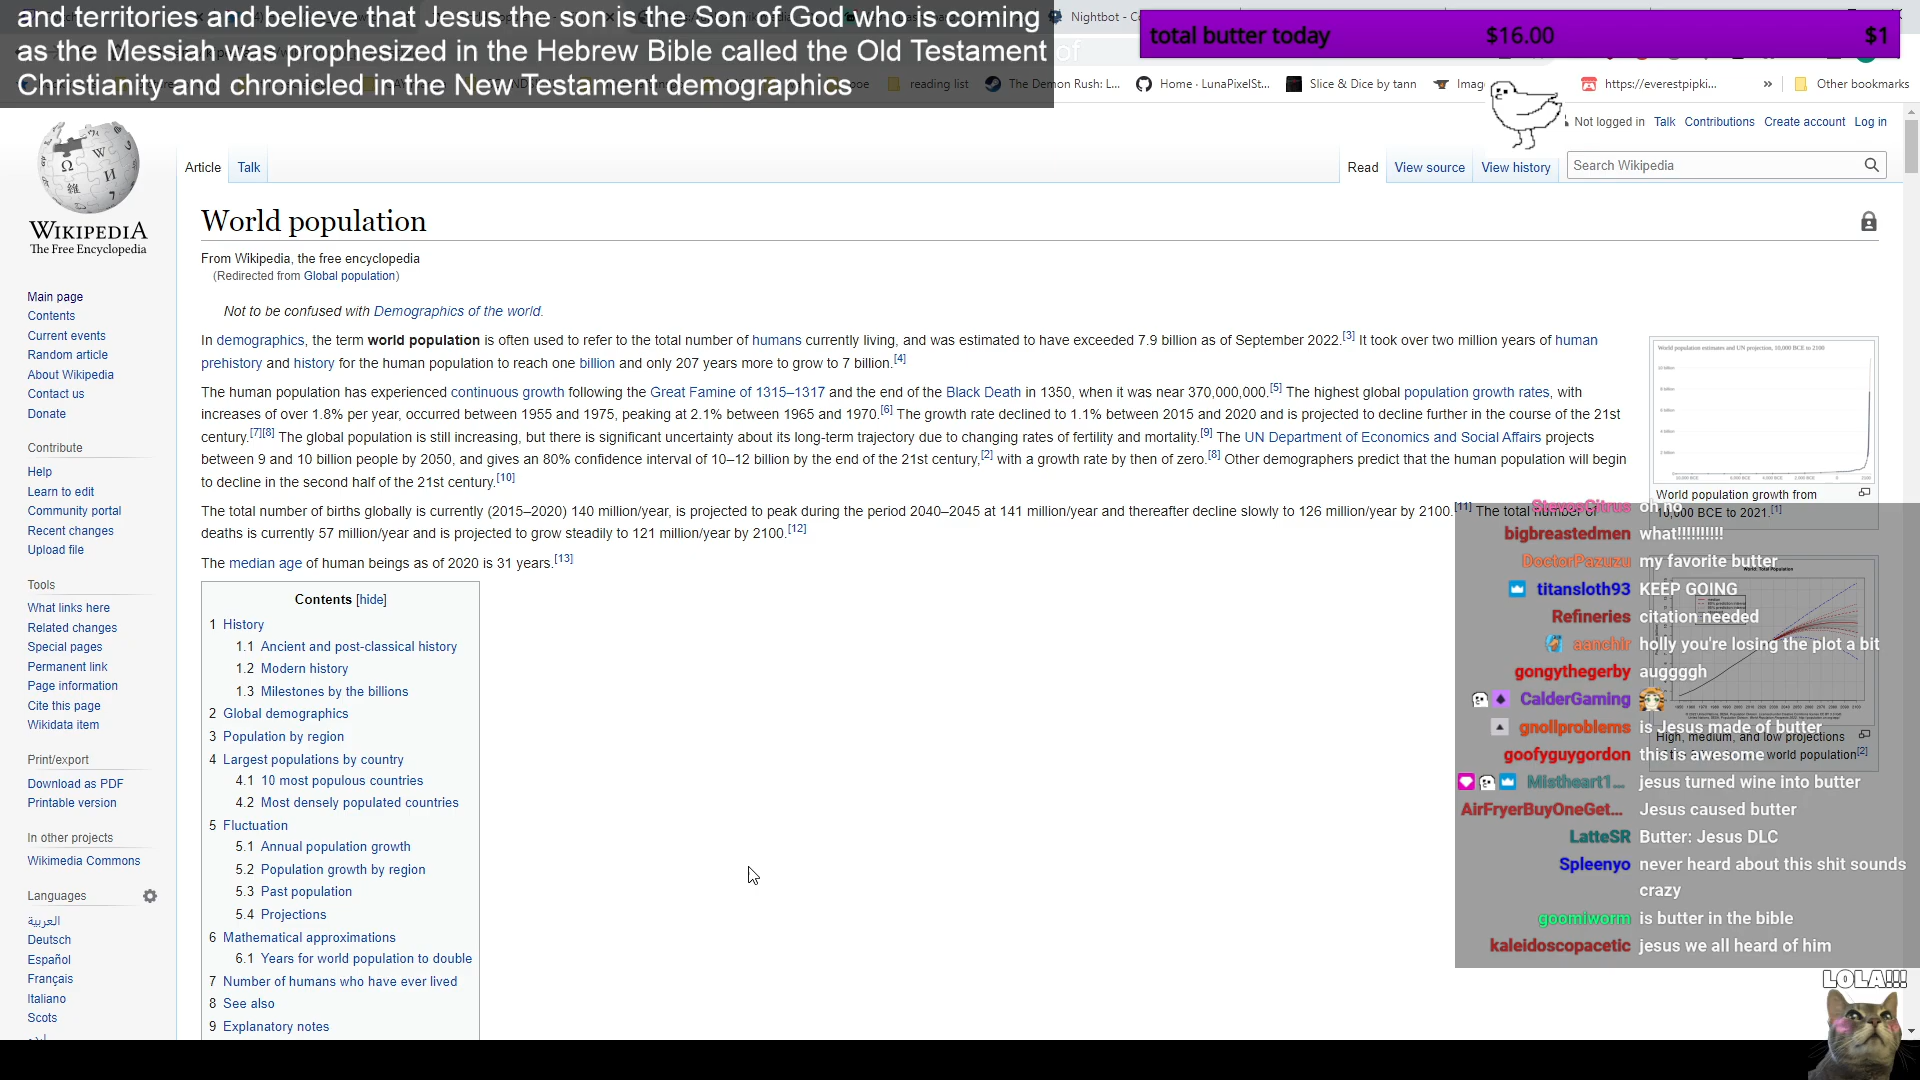 and territories and believe that Jesus the son is the Son of God who is coming
as the Messiah was prophesized in the Hebrew Bible called the Old Testament of
Christianity and chronicled in the New Testament demographics
Nightbot - C
total butter today $16.00 $1
reading list
The Demon Rush: L...
Home · LunaPixelSt...
Slice & Dice by tann
Imag
https://everestpipki...
»
Other bookmarks
Not logged in Talk Contributions Create account Log in
Article Talk
Read View source View history
Search Wikipedia
WIKIPEDIA
The Free Encyclopedia
World population
From Wikipedia, the free encyclopedia
(Redirected from Global population)
Not to be confused with Demographics of the world.
In demographics, the term world population is often used to refer to the total number of humans currently living, and was estimated to have exceeded 7.9 billion as of September 2022.[3] It took over two million years of human
prehistory and history for the human population to reach one billion and only 207 years more to grow to 7 billion.[4]
The human population has experienced continuous growth following the Great Famine of 1315–1317 and the end of the Black Death in 1350, when it was near 370,000,000.[5] The highest global population growth rates, with
increases of over 1.8% per year, occurred between 1955 and 1975, peaking at 2.1% between 1965 and 1970.[6] The growth rate declined to 1.1% between 2015 and 2020 and is projected to decline further in the course of the 21st
century.[7][8] The global population is still increasing, but there is significant uncertainty about its long-term trajectory due to changing rates of fertility and mortality.[9] The UN Department of Economics and Social Affairs projects
between 9 and 10 billion people by 2050, and gives an 80% confidence interval of 10–12 billion by the end of the 21st century,[2] with a growth rate by then of zero.[8] Other demographers predict that the human population will begin
to decline in the second half of the 21st century.[10]
The total number of births globally is currently (2015–2020) 140 million/year, is projected to peak during the period 2040–2045 at 141 million/year and thereafter decline slowly to 126 million/year by 2100.[11] The total number of
deaths is currently 57 million/year and is projected to grow steadily to 121 million/year by 2100.[12]
The median age of human beings as of 2020 is 31 years.[13]
Contents [hide]
1 History
1.1 Ancient and post-classical history
1.2 Modern history
1.3 Milestones by the billions
2 Global demographics
3 Population by region
4 Largest populations by country
4.1 10 most populous countries
4.2 Most densely populated countries
5 Fluctuation
5.1 Annual population growth
5.2 Population growth by region
5.3 Past population
5.4 Projections
6 Mathematical approximations
6.1 Years for world population to double
7 Number of humans who have ever lived
8 See also
9 Explanatory notes
Main page
Contents
Current events
Random article
About Wikipedia
Contact us
Donate
Contribute
Help
Learn to edit
Community portal
Recent changes
Upload file
Tools
What links here
Related changes
Special pages
Permanent link
Page information
Cite this page
Wikidata item
Print/export
Download as PDF
Printable version
In other projects
Wikimedia Commons
Languages
العربية
Deutsch
Español
Français
Italiano
Scots
اردو
World population estimates and UN projection, 10,000 BCE to 2100
World population growth from
10,000 BCE to 2021.[1]
World: Total Population
High, medium, and low projections
world population[2]
StevesCitrus oh no
bigbreastedmen what!!!!!!!!!!
DoctorPazuzu my favorite butter
titansloth93 KEEP GOING
Refineries citation needed
aanchir holly you're losing the plot a bit
gongythegerby auggggh
CalderGaming
gnollproblems is Jesus made of butter
goofyguygordon this is awesome
Mistheart1... jesus turned wine into butter
AirFryerBuyOneGet... Jesus caused butter
LatteSR Butter: Jesus DLC
Spleenyo never heard about this shit sounds
crazy
goomiworm is butter in the bible
kaleidoscopacetic jesus we all heard of him
LOLA!!!